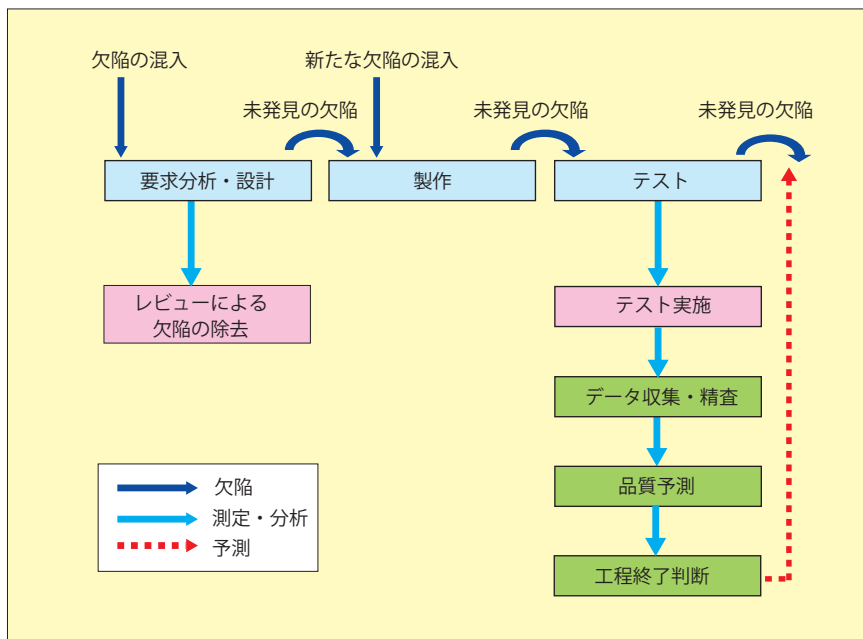 欠陥の混入
新たな欠陥の混入
未発見の欠陥
未発見の欠陥
未発見の欠陥
要求分析・設計
製作
テスト
レビューによる
欠陥の除去
テスト実施
データ収集・精査
品質予測
工程終了判断
欠陥
測定・分析
予測